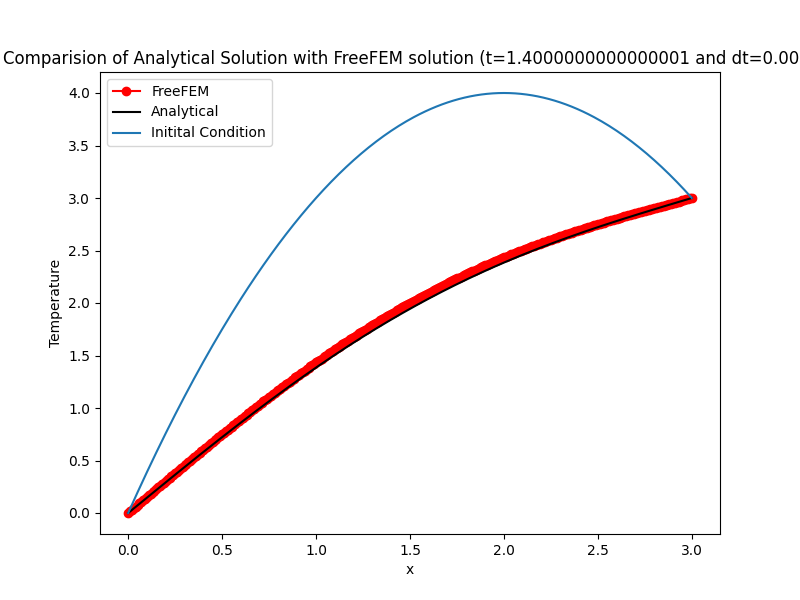 Comparision of Analytical Solution with FreeFEM solution (t=1.4000000000000001 and dt=0.00
FreeFEM
Analytical
Initital Condition
4.0
3.5
3.0
2.5
2.0
1.5
1.0
0.5
0.0
Temperature
0.0 0.5 1.0 1.5 2.0 2.5 3.0
x